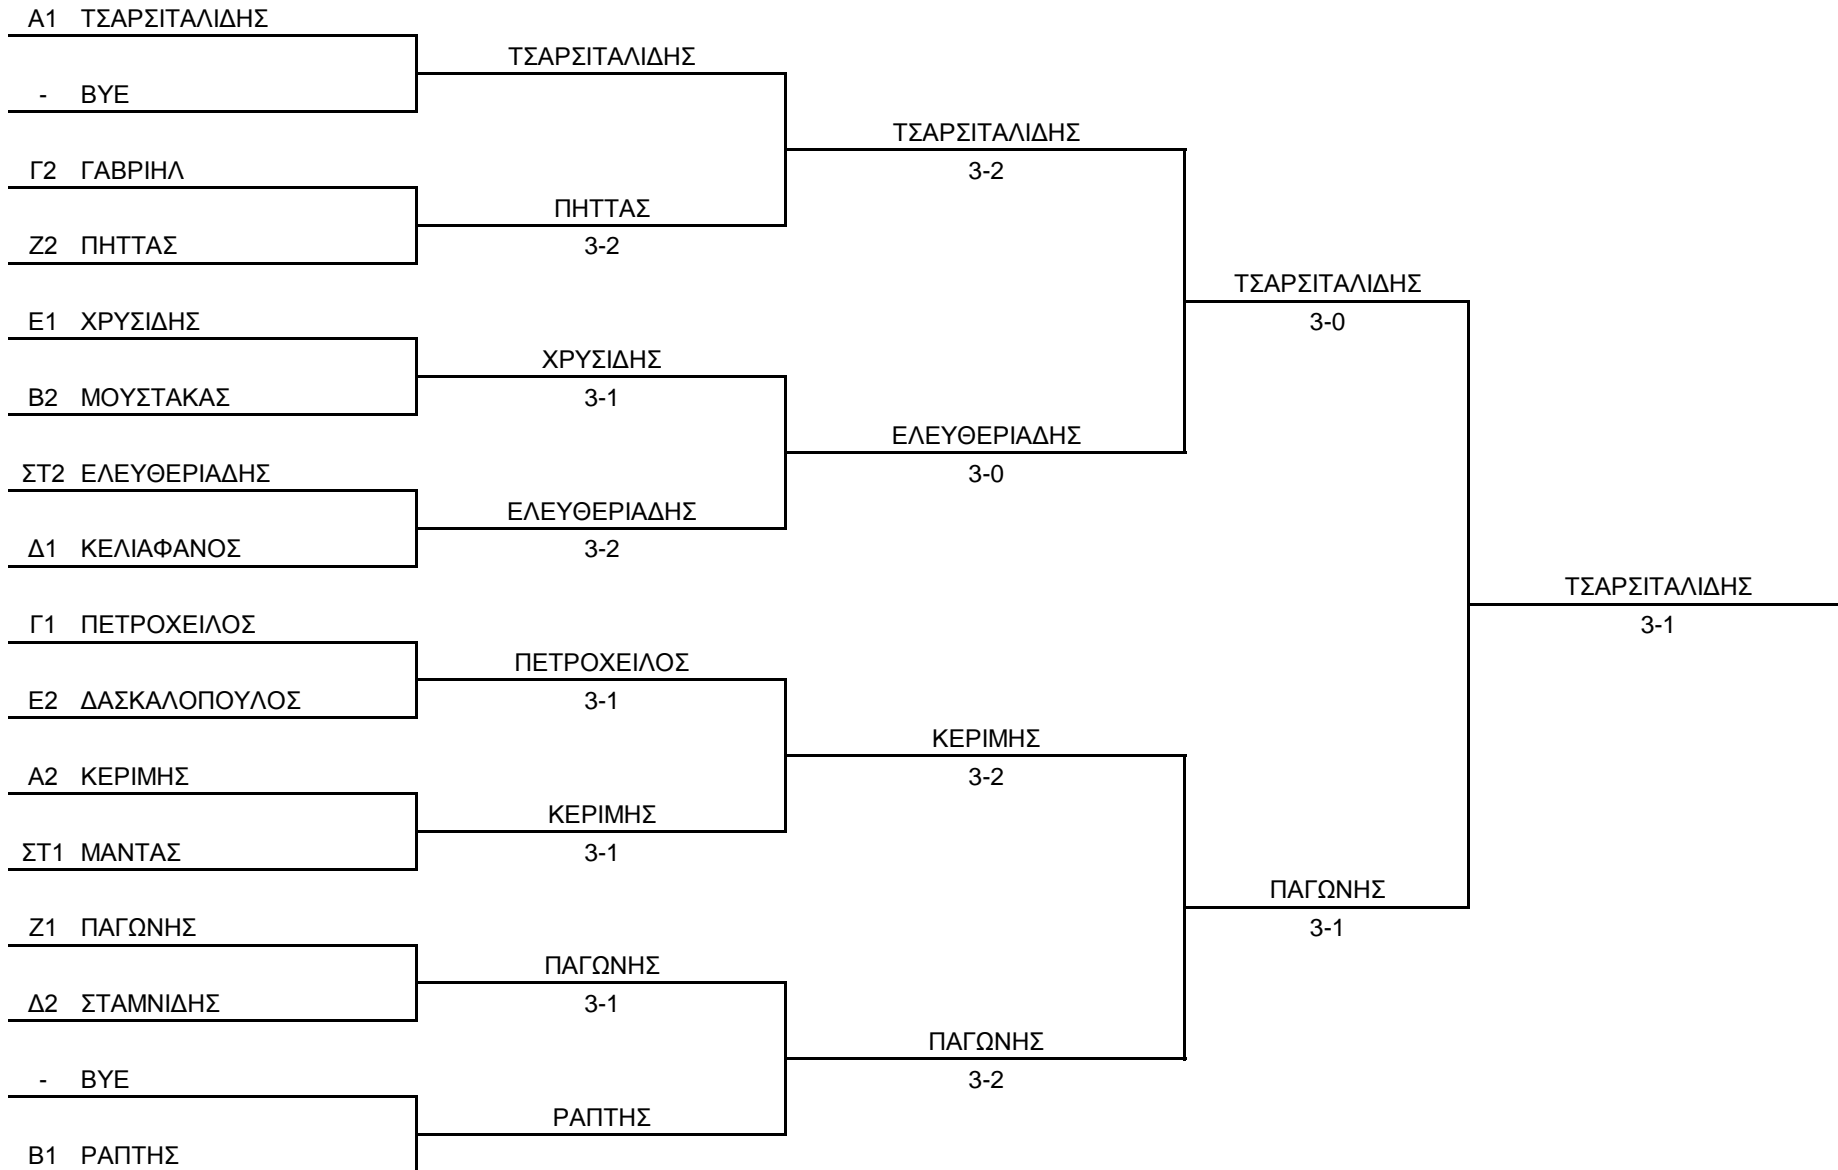 Α1 ΤΣΑΡΣΙΤΑΛΙΔΗΣ
ΤΣΑΡΣΙΤΑΛΙΔΗΣ
- BYE
ΤΣΑΡΣΙΤΑΛΙΔΗΣ
Γ2 ΓΑΒΡΙΗΛ
3-2
ΠΗΤΤΑΣ
Ζ2 ΠΗΤΤΑΣ
3-2
ΤΣΑΡΣΙΤΑΛΙΔΗΣ
Ε1 ΧΡΥΣΙΔΗΣ
3-0
ΧΡΥΣΙΔΗΣ
Β2 ΜΟΥΣΤΑΚΑΣ
3-1
ΕΛΕΥΘΕΡΙΑΔΗΣ
ΣΤ2 ΕΛΕΥΘΕΡΙΑΔΗΣ
3-0
ΕΛΕΥΘΕΡΙΑΔΗΣ
Δ1 ΚΕΛΙΑΦΑΝΟΣ
3-2
ΤΣΑΡΣΙΤΑΛΙΔΗΣ
Γ1 ΠΕΤΡΟΧΕΙΛΟΣ
3-1
ΠΕΤΡΟΧΕΙΛΟΣ
Ε2 ΔΑΣΚΑΛΟΠΟΥΛΟΣ
3-1
ΚΕΡΙΜΗΣ
Α2 ΚΕΡΙΜΗΣ
3-2
ΚΕΡΙΜΗΣ
ΣΤ1 ΜΑΝΤΑΣ
3-1
ΠΑΓΩΝΗΣ
Ζ1 ΠΑΓΩΝΗΣ
3-1
ΠΑΓΩΝΗΣ
Δ2 ΣΤΑΜΝΙΔΗΣ
3-1
ΠΑΓΩΝΗΣ
- BYE
3-2
ΡΑΠΤΗΣ
Β1 ΡΑΠΤΗΣ